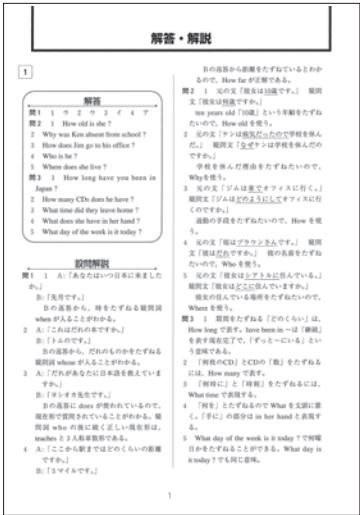 解答・解説
1
解答
問1 1 ウ 2 ウ 3 イ 4 ア
問2 1 How old is she ?
2 Why was Ken absent from school ?
3 How does Jim go to his office ?
4 Who is he ?
5 Where does she live ?
問3 1 How long have you been in
Japan ?
2 How many CDs does he have ?
3 What time did they leave home ?
4 What does she have in her hand ?
5 What day of the week is it today ?
設問解説
問1 1 A:「あなたはいつ日本に来ました
か。」
B:「先月です。」
Bの返答から、時をたずねる疑問詞
whenが入ることがわかる。
2 A:「これはだれの本ですか。」
B:「トムのです。」
Bの返答から、だれのものかをたずねる
疑問詞 whose が入ることがわかる。
3 A:「だれがあなたに日本語を教えていま
すか。」
B:「ヨシオ先生です。」
Bの返答に does が使われているので、
現在形で質問されていることがわかる。疑
問詞 who の後に続く正しい現在形は、
teaches と3人称単数形である。
4 A:「ここから駅まではどのくらいの距離
ですか。」
B:「5マイルです。」
Bの返答から距離をたずねているとわか
るので、How far が正解である。
問2 1 元の文「彼女は10歳です。」 疑問
文「彼女は何歳ですか。」
ten years old「10歳」という年齢をたずね
たいので、How old を使う。
2 元の文「ケンは病気だったので学校を休ん
だ。」 疑問文「なぜケンは学校を休んだの
ですか。」
学校を休んだ理由をたずねたいので、
Whyを使う。
3 元の文「ジムは車でオフィスに行く。」
疑問文「ジムはどのようにしてオフィスに行
くのですか。」
通勤の手段をたずねたいので、How を使
う。
4 元の文「彼はブラウンさんです。」 疑問
文「彼はだれですか。」 彼の名前をたずね
たいので、Who を使う。
5 元の文「彼女はシアトルに住んでいる。」
疑問文「彼女はどこに住んでいますか。」
彼女の住んでいる場所をたずねたいので、
Where を使う。
問3 1 期間をたずねる「どのくらい」は、
How long で表す。have been in ～は「継続」
を表す現在完了で、「ずっと～にいる」とい
う意味である。
2 「何枚のCD」とCDの「数」をたずねる
には、How many で表す。
3 「何時に」と「時刻」をたずねるには、
What time で表現する。
4 「何を」とたずねるので What を文頭に置
く。「手に」の部分は in her hand と表現す
る。
5 What day of the week is it today ? で何曜
日かをたずねることができる。What day is
it today ? でも同じ意味。
1